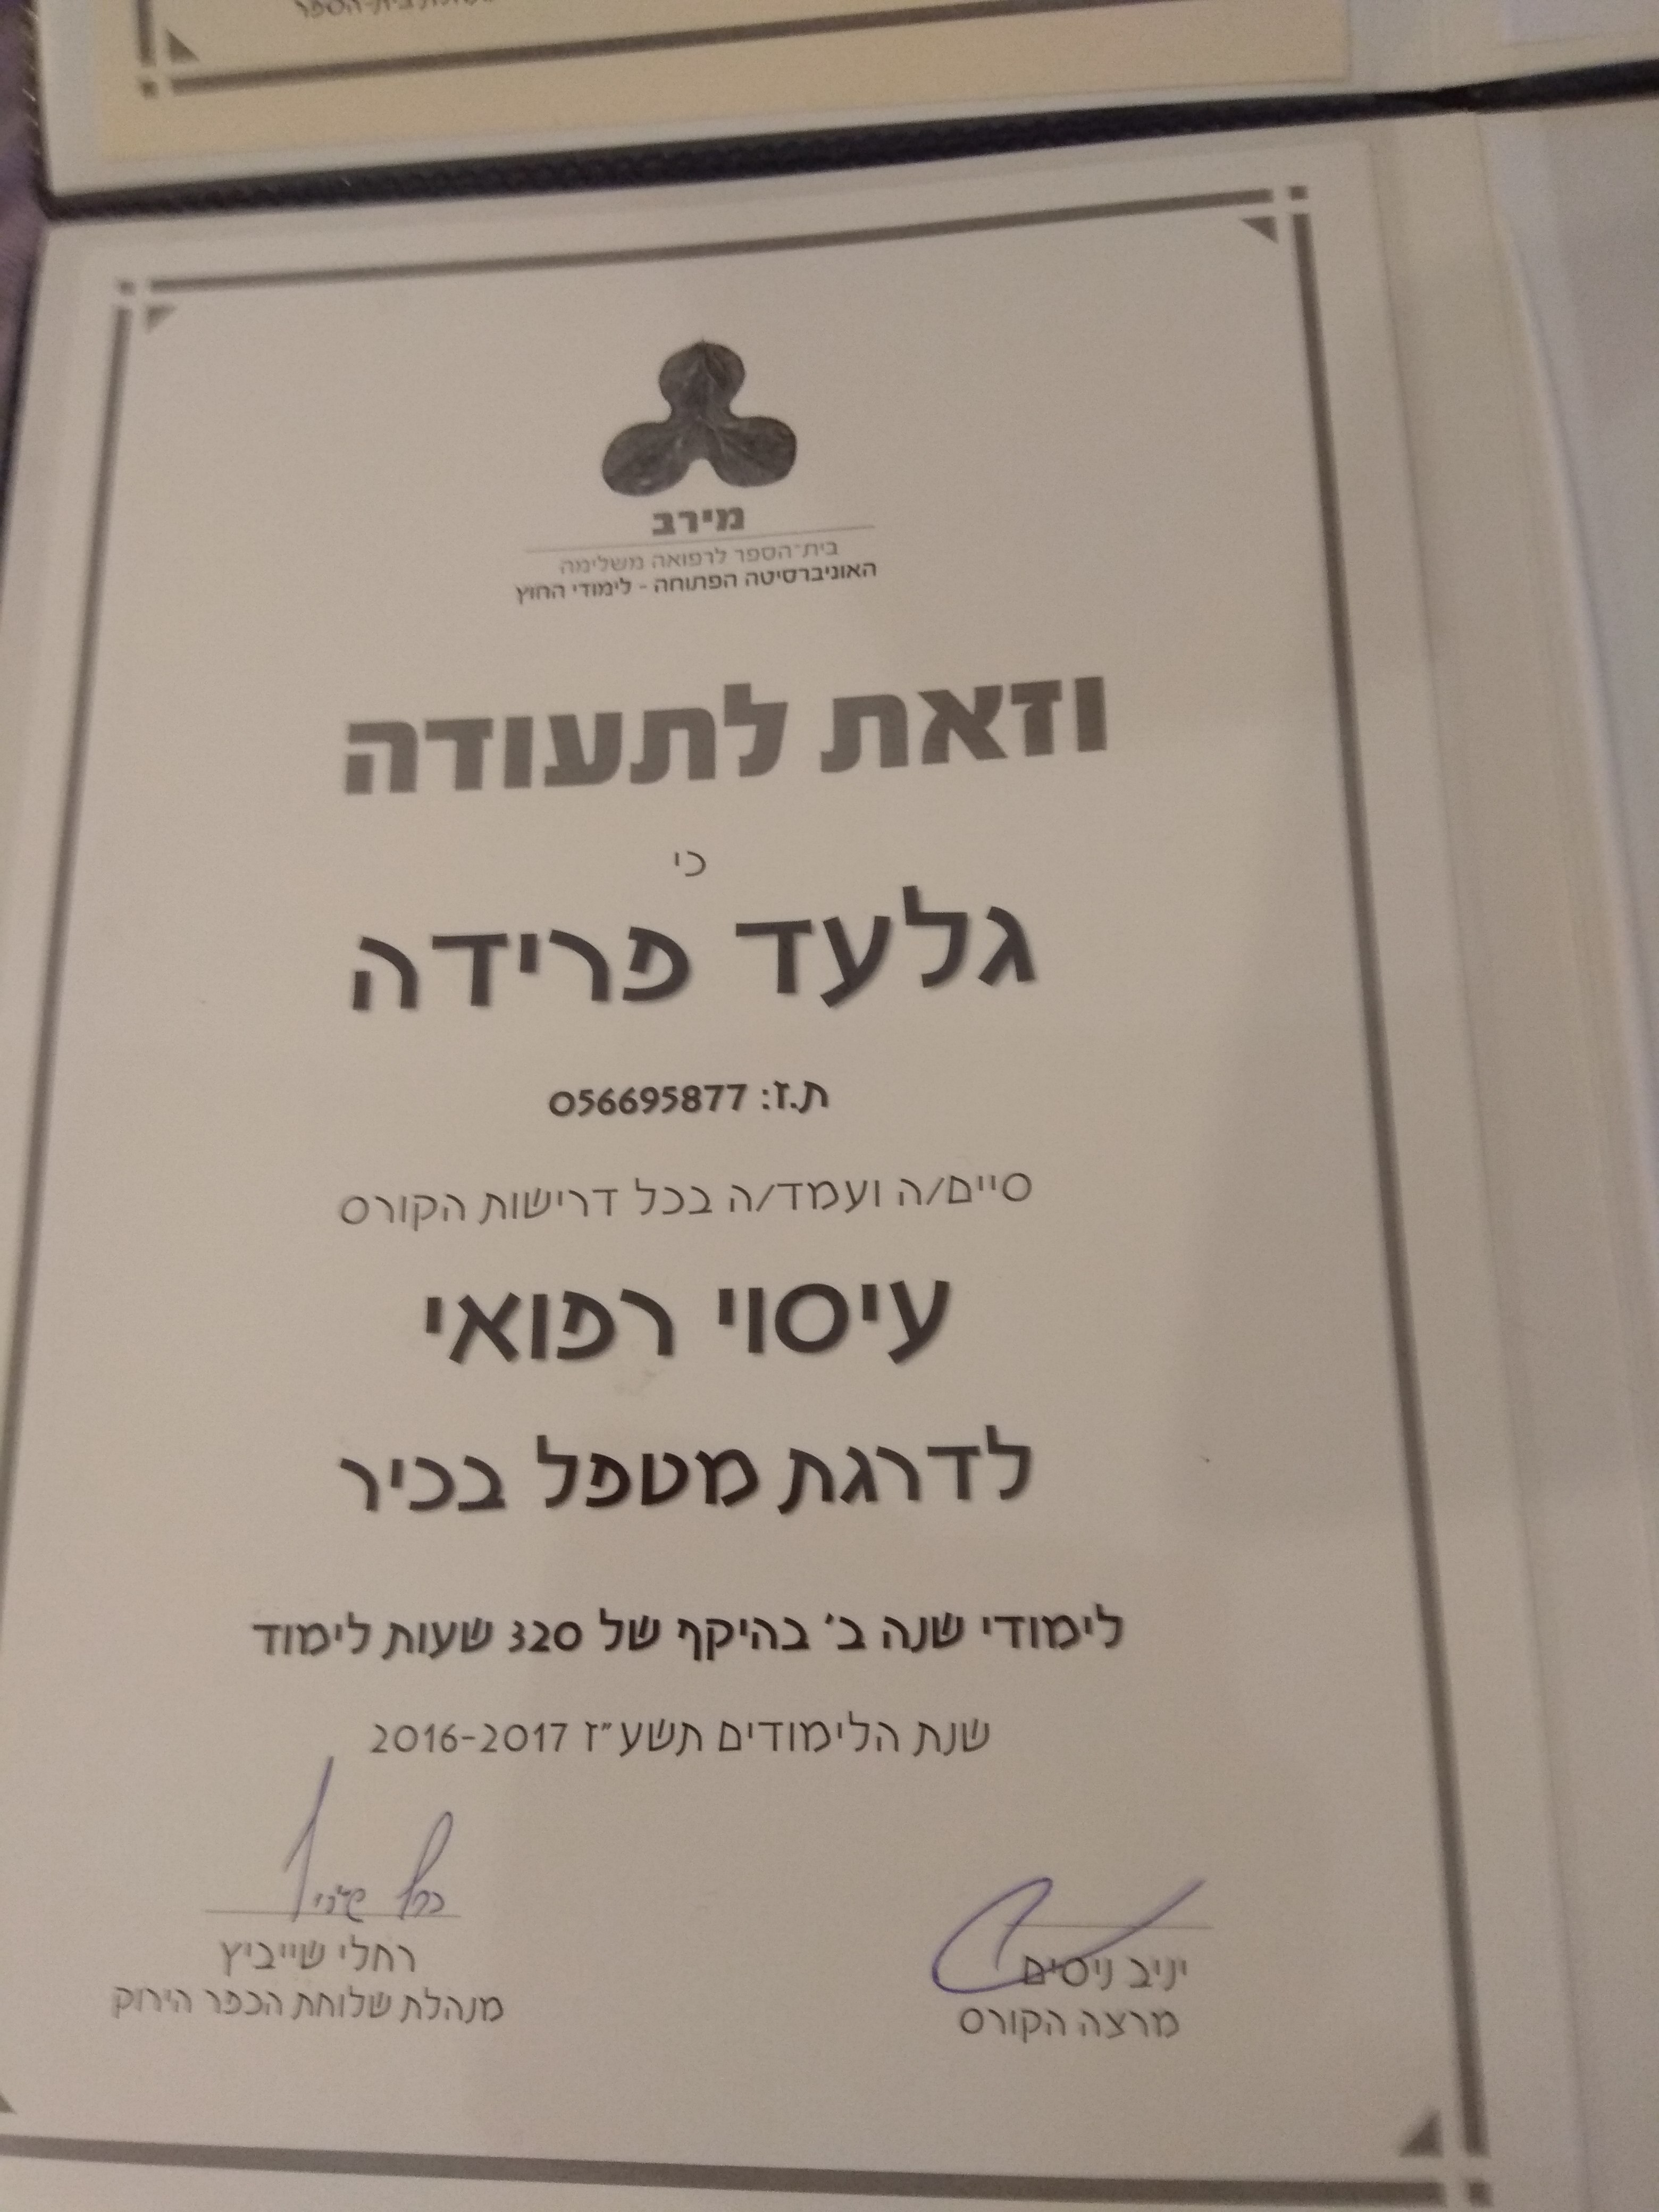 מירב
בית-הספר לרפואה משלימה
האוניברסיטה הפתוחה - לימודי החוץ
וזאת לתעודה
כי
גלעד פרידה
ת.ז: 056695877
סיים/ה ועמד/ה בכל דרישות הקורס
עיסוי רפואי
לדרגת מטפל בכיר
לימודי שנה ב' בהיקף של 320 שעות לימוד
שנת הלימודים תשע"ז 2016-2017
יניב ניסים
מרצה הקורס
רחלי שייביץ
מנהלת שלוחת הכפר הירוק